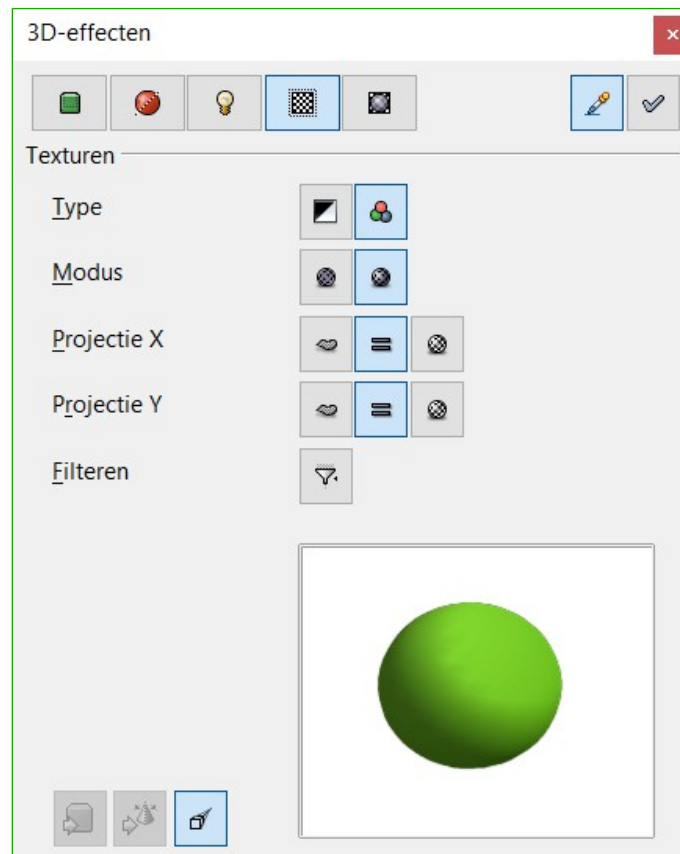 3D-effecten
Texturen
Type
Modus
Projectie X
Projectie Y
Filteren